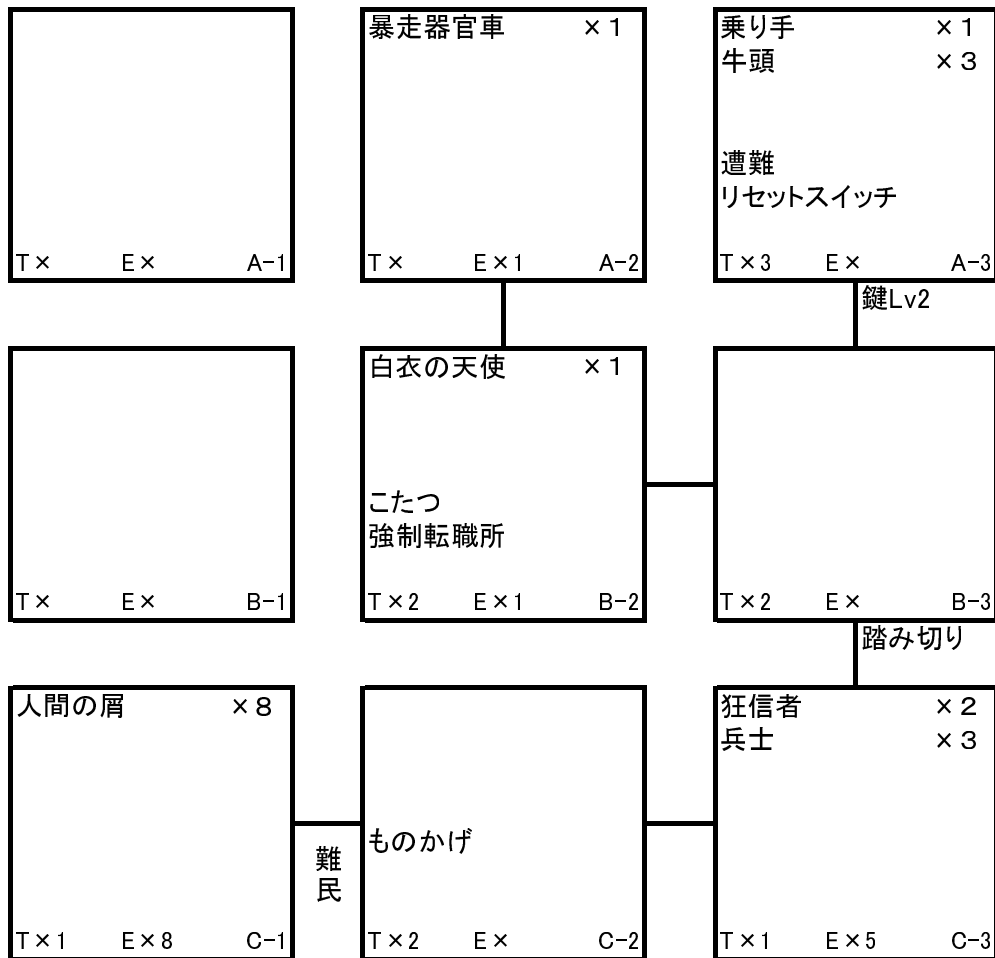 暴走器官車 ×1
乗り手 ×1
牛頭 ×3
遭難
リセットスイッチ
T× E× A-1
T× E×1 A-2
T×3 E× A-3
鍵Lv2
白衣の天使 ×1
こたつ
強制転職所
T× E× B-1
T×2 E×1 B-2
T×2 E× B-3
踏み切り
人間の屑 ×8
狂信者 ×2
兵士 ×3
ものかげ
難民
T×1 E×8 C-1
T×2 E× C-2
T×1 E×5 C-3